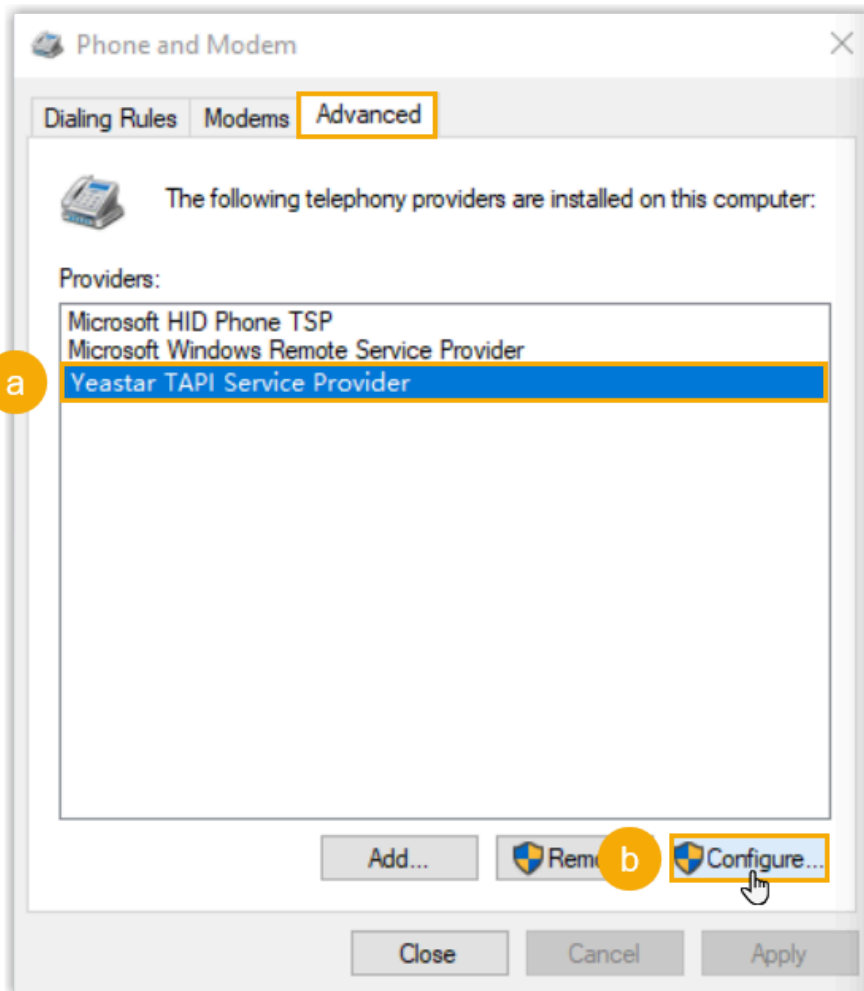 Phone and Modem
Dialing Rules Modems Advanced
The following telephony providers are installed on this computer:
Providers:
Microsoft HID Phone TSP
Microsoft Windows Remote Service Provider
a Yeastar TAPI Service Provider
Add... Rem b Configure...
Close Cancel Apply